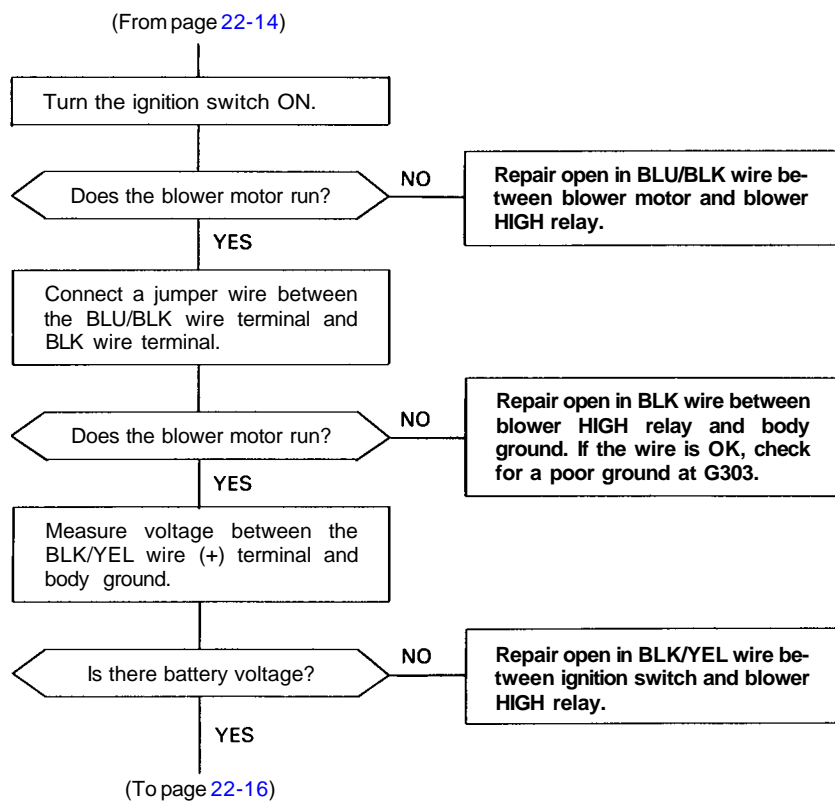 (From page 22-14)
Turn the ignition switch ON.
Does the blower motor run?
NO
Repair open in BLU/BLK wire be-
tween blower motor and blower
HIGH relay.
YES
Connect a jumper wire between
the BLU/BLK wire terminal and
BLK wire terminal.
Does the blower motor run?
NO
Repair open in BLK wire between
blower HIGH relay and body
ground. If the wire is OK, check
for a poor ground at G303.
YES
Measure voltage between the
BLK/YEL wire (+) terminal and
body ground.
Is there battery voltage?
NO
Repair open in BLK/YEL wire be-
tween ignition switch and blower
HIGH relay.
YES
(To page 22-16)